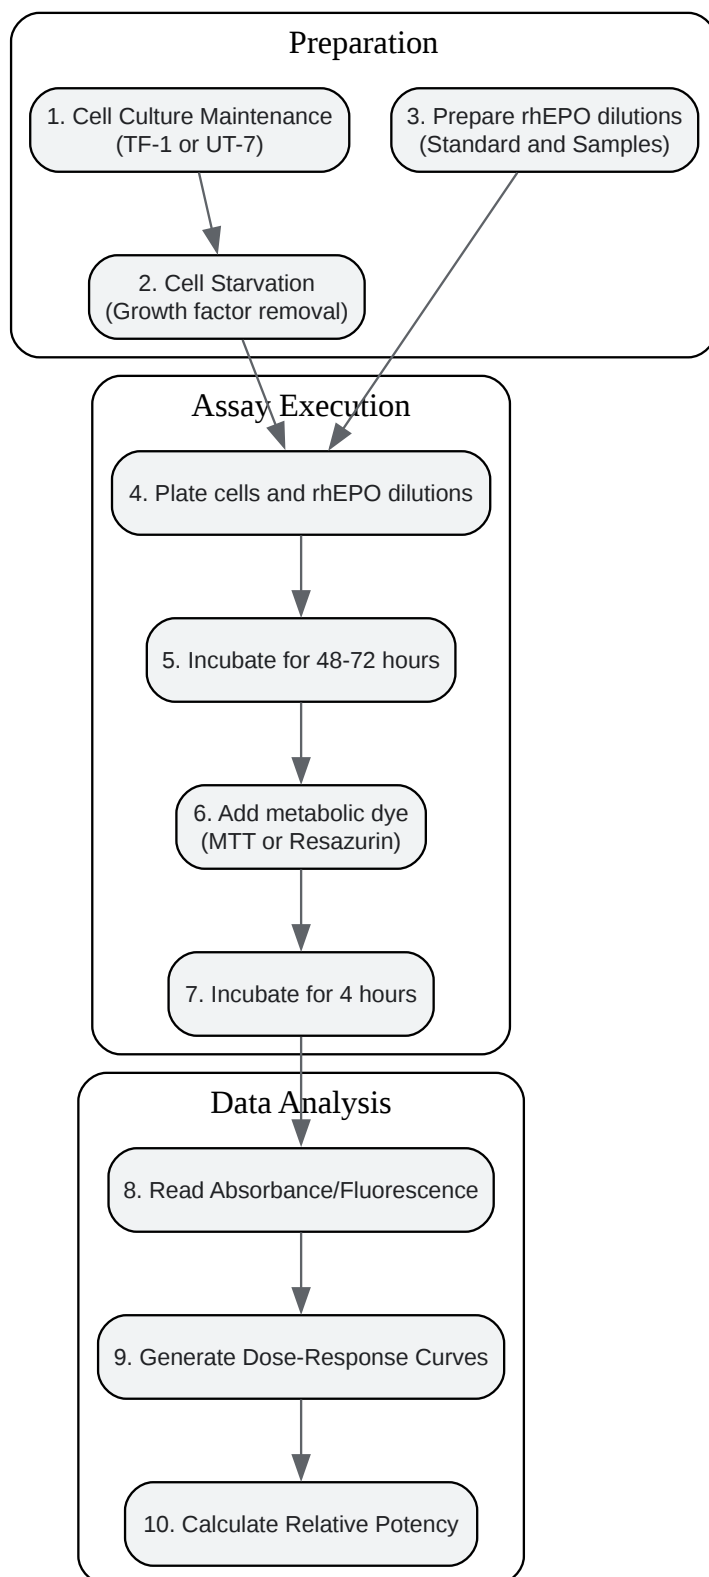 Preparation
1. Cell Culture Maintenance
(TF-1 or UT-7)
3. Prepare rhEPO dilutions
(Standard and Samples)
2. Cell Starvation
(Growth factor removal)
Assay Execution
4. Plate cells and rhEPO dilutions
5. Incubate for 48-72 hours
6. Add metabolic dye
(MTT or Resazurin)
7. Incubate for 4 hours
Data Analysis
8. Read Absorbance/Fluorescence
9. Generate Dose-Response Curves
10. Calculate Relative Potency